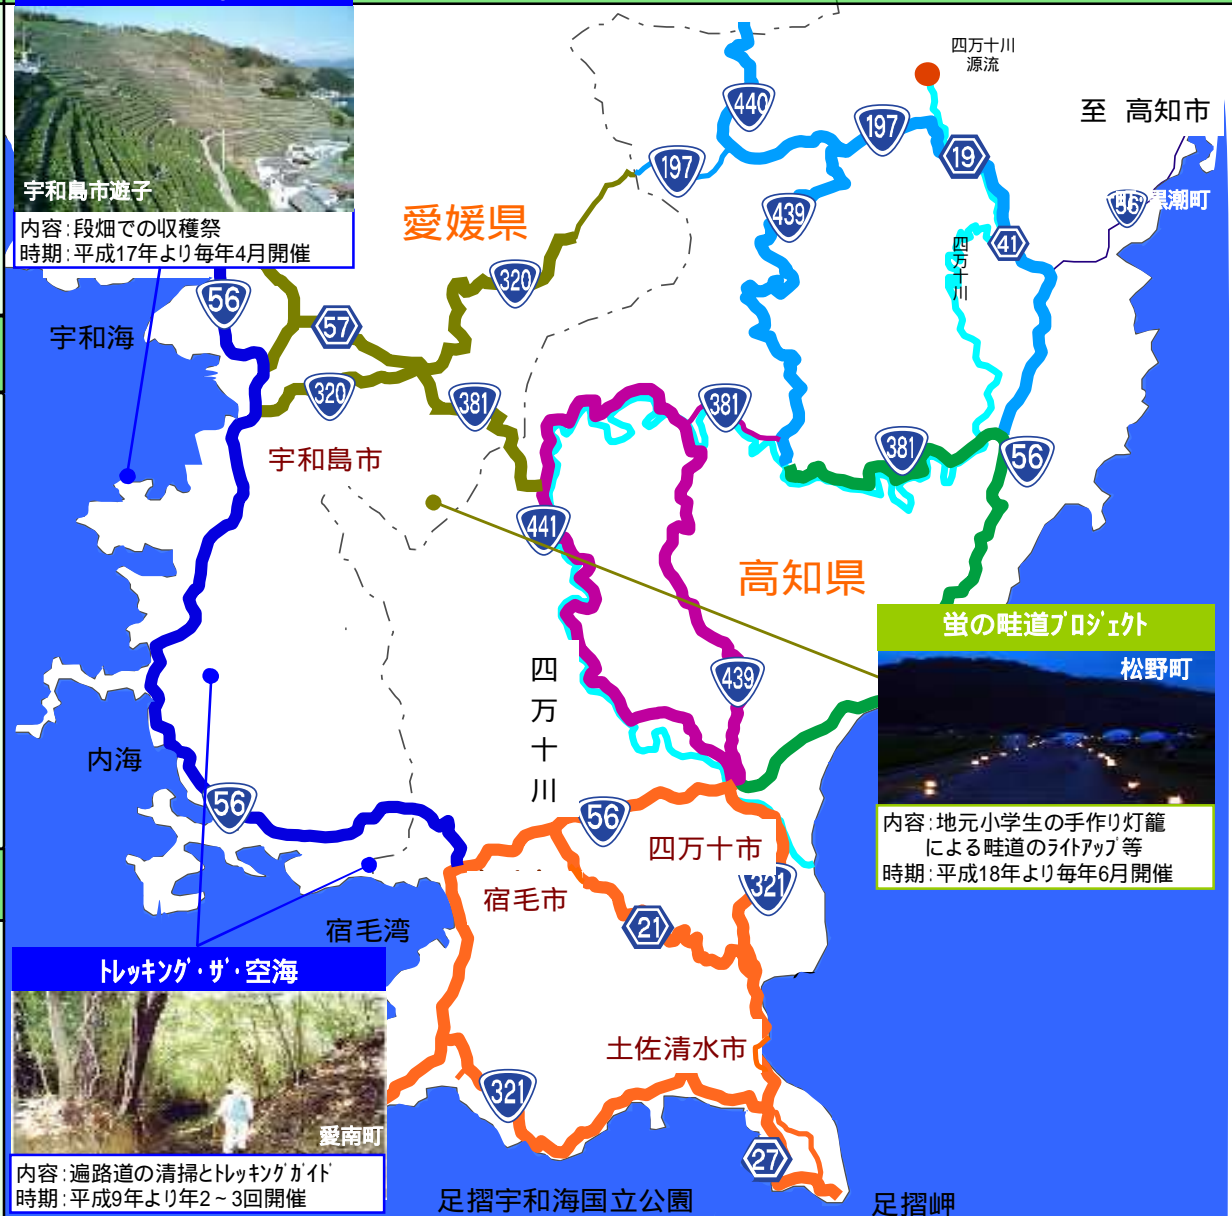 宇和島市遊子
内容：段畑での収穫祭
時期：平成17年より毎年4月開催
四万十川
源流
至 高知市
440
197
197
19
439
56
町・黒潮町
41
四万十川
愛媛県
320
56
57
宇和海
320
381
381
381
56
宇和島市
441
高知県
蛍の畦道プロジェクト
松野町
内容：地元小学生の手作り灯籠
による畦道のライトアップ等
時期：平成18年より毎年6月開催
四万十川
439
内海
56
56
四万十市
321
宿毛市
21
宿毛湾
トレッキング・ザ・空海
愛南町
内容：遍路道の清掃とトレッキングガイド
時期：平成9年より年2～3回開催
土佐清水市
321
27
足摺宇和海国立公園
足摺岬